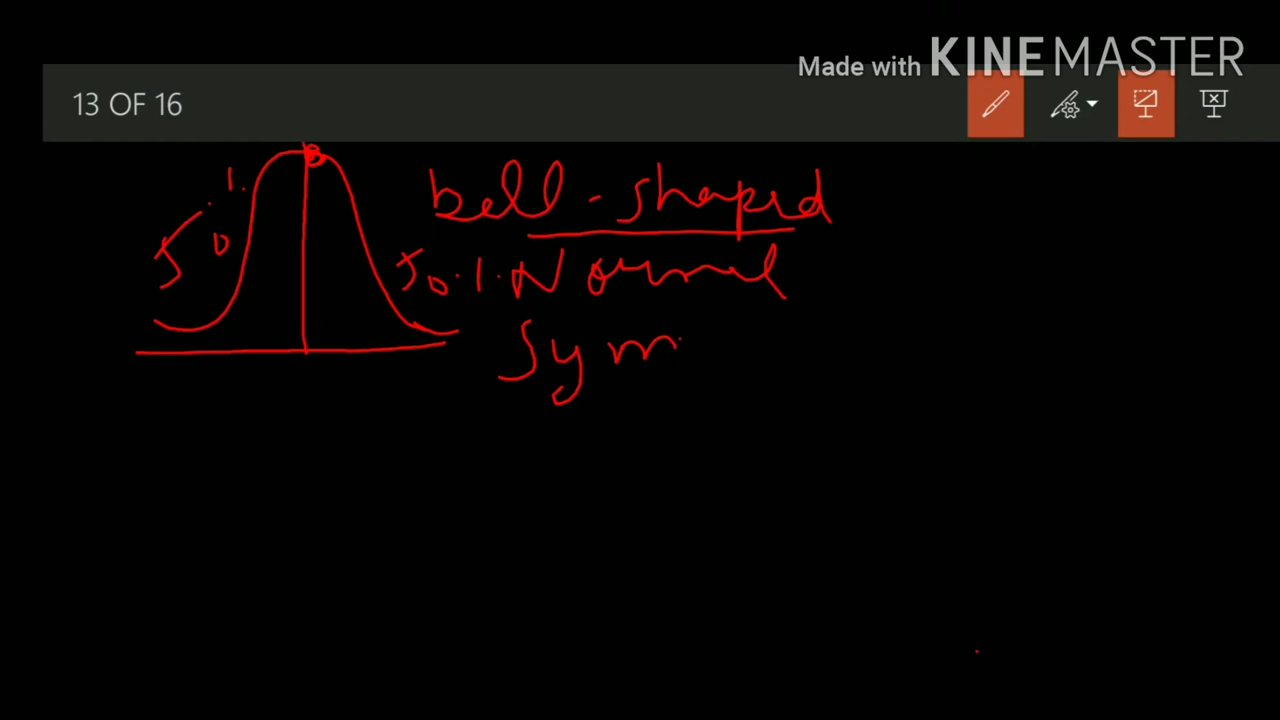 Made with KINEMASTER
13 OF 16
bell-shaped
50%
50% Normal
Sym